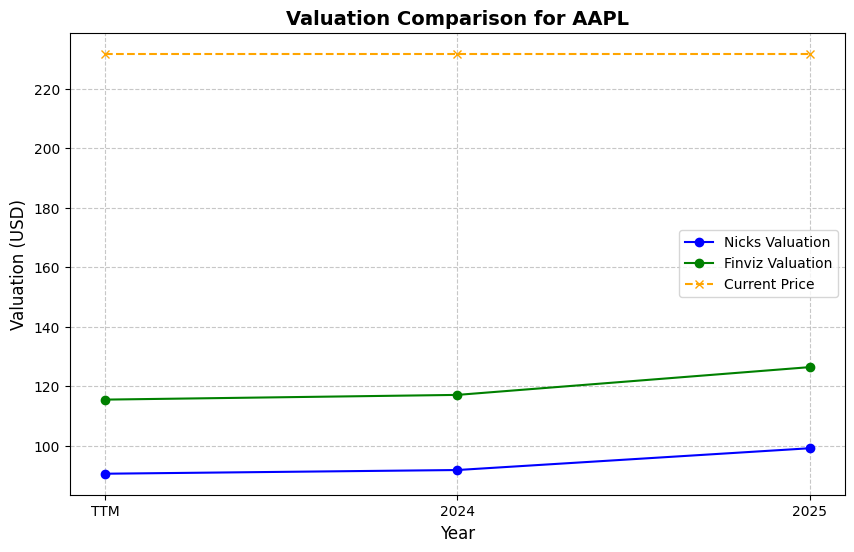 Valuation Comparison for AAPL
Valuation (USD)
220
200
180
160
140
120
100
Nicks Valuation
Finviz Valuation
Current Price
TTM
2024
2025
Year